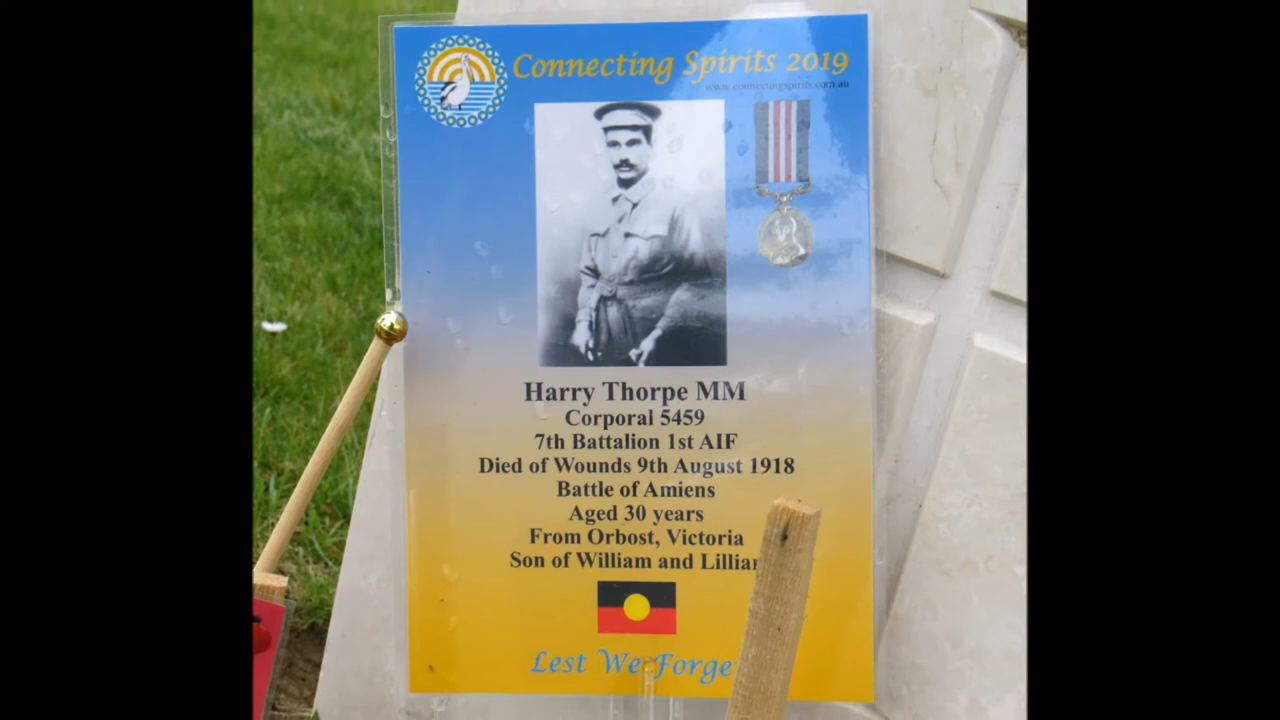 Connecting Spirits 2019
www.connectingspirits.com.au
Harry Thorpe MM
Corporal 5459
7th Battalion 1st AIF
Died of Wounds 9th August 1918
Battle of Amiens
Aged 30 years
From Orbost, Victoria
Son of William and Lillian
Lest We Forge